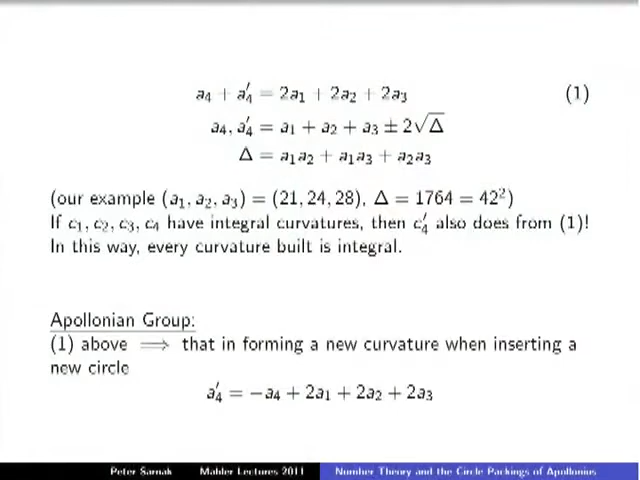 a₄ + a₄′ = 2a₁ + 2a₂ + 2a₃ (1)
a₄, a₄′ = a₁ + a₂ + a₃ ± 2√Δ
Δ = a₁a₂ + a₁a₃ + a₂a₃
(our example (a₁, a₂, a₃) = (21, 24, 28), Δ = 1764 = 42²)
If c₁, c₂, c₃, c₄ have integral curvatures, then c₄′ also does from (1)!
In this way, every curvature built is integral.
Apollonian Group:
(1) above ⟹ that in forming a new curvature when inserting a
new circle
a₄′ = −a₄ + 2a₁ + 2a₂ + 2a₃
Peter Sarnak Mahler Lectures 2011 Number Theory and the Circle Packings of Apollonius